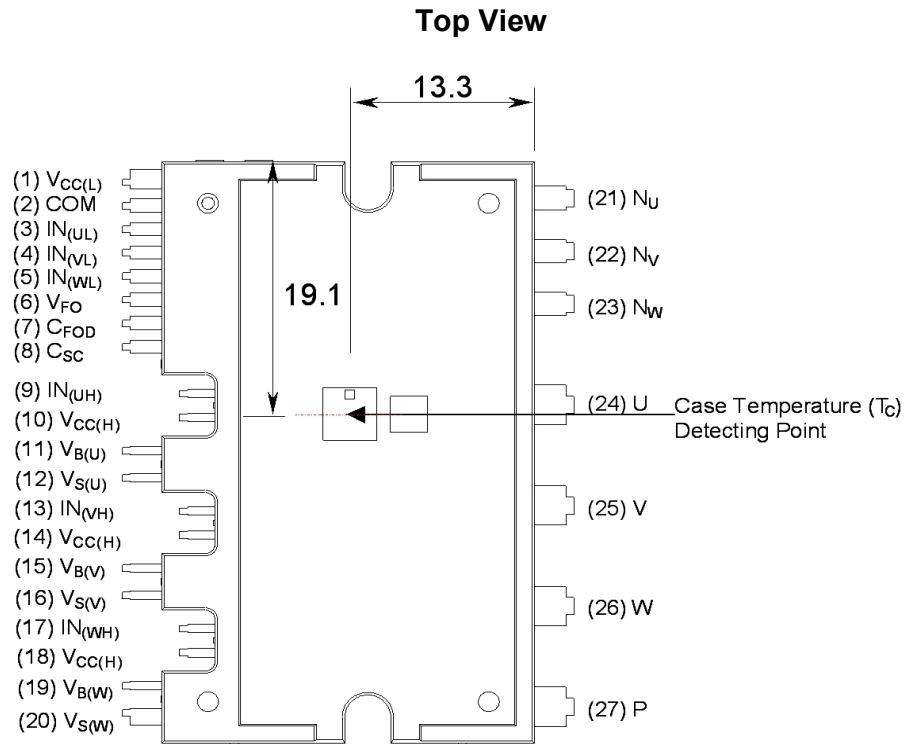 Top View
13.3
19.1
(1) VCC(L)
(2) COM
(3) IN(UL)
(4) IN(VL)
(5) IN(WL)
(6) VFO
(7) CFOD
(8) CSC
(9) IN(UH)
(10) VCC(H)
(11) VB(U)
(12) VS(U)
(13) IN(VH)
(14) VCC(H)
(15) VB(V)
(16) VS(V)
(17) IN(WH)
(18) VCC(H)
(19) VB(W)
(20) VS(W)
(21) NU
(22) NV
(23) NW
(24) U
Case Temperature (TC)
Detecting Point
(25) V
(26) W
(27) P